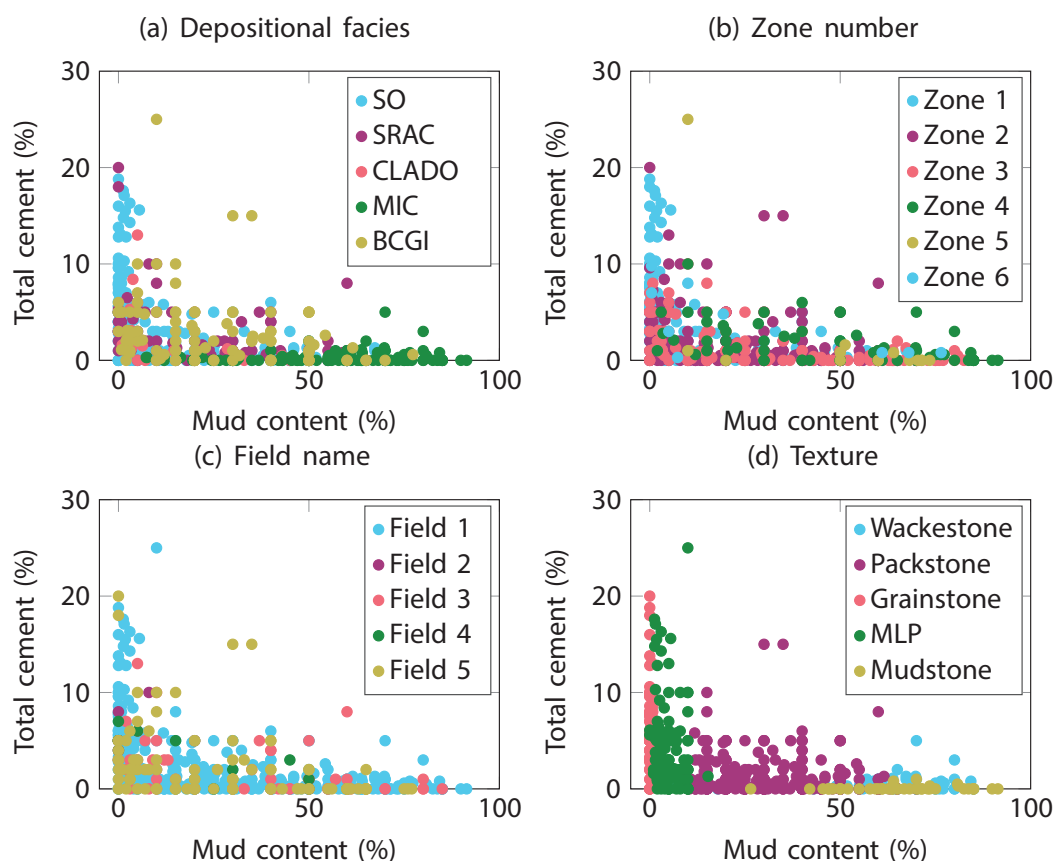 (a) Depositional facies
30
20
10
0
0 50 100
Total cement (%)
Mud content (%)
SO
SRAC
CLADO
MIC
BCGI
(b) Zone number
30
20
10
0
0 50 100
Total cement (%)
Mud content (%)
Zone 1
Zone 2
Zone 3
Zone 4
Zone 5
Zone 6
(c) Field name
30
20
10
0
0 50 100
Total cement (%)
Mud content (%)
Field 1
Field 2
Field 3
Field 4
Field 5
(d) Texture
30
20
10
0
0 50 100
Total cement (%)
Mud content (%)
Wackestone
Packstone
Grainstone
MLP
Mudstone